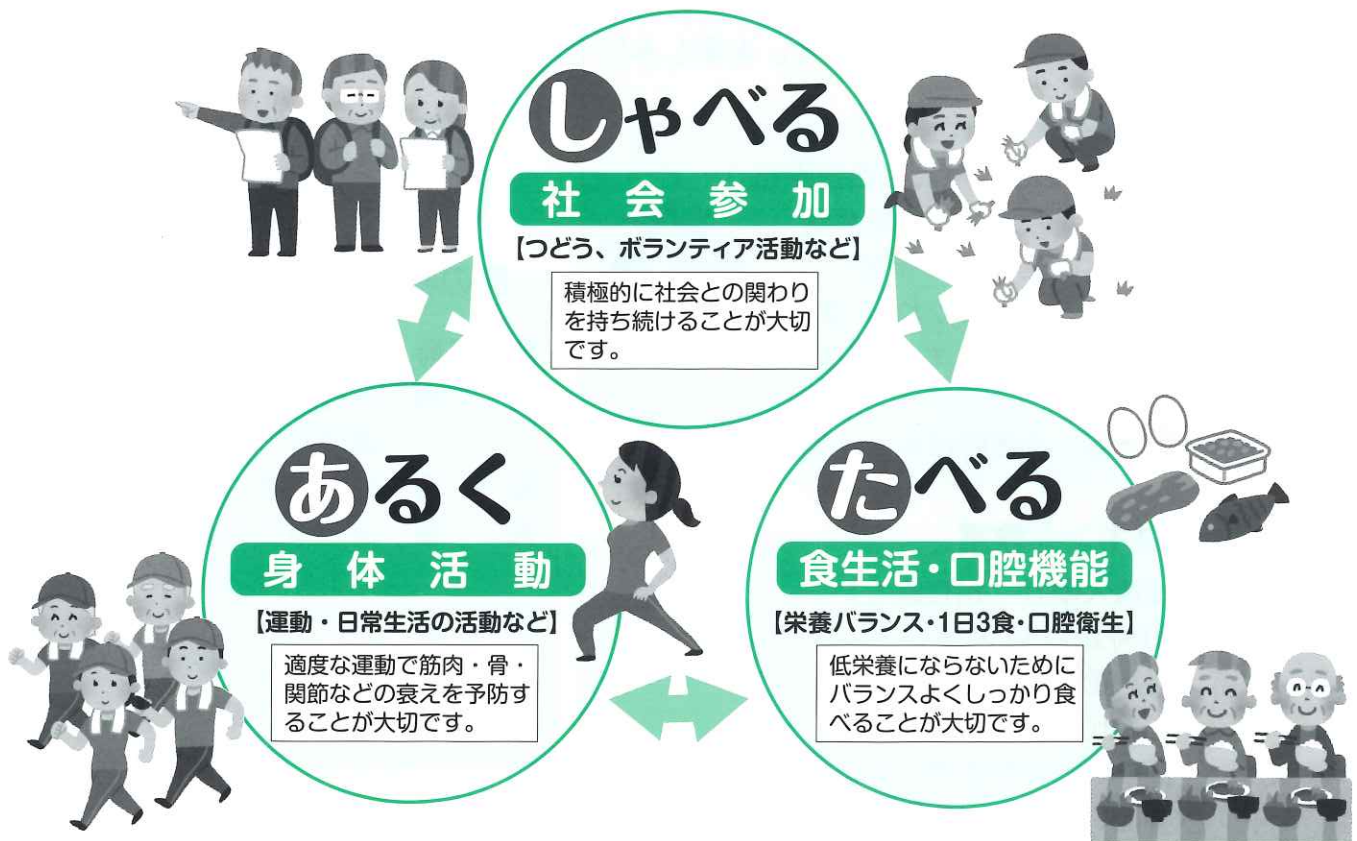 しゃべる
社会参加
【つどう、ボランティア活動など】
積極的に社会との関わり
を持ち続けることが大切
です。
あるく
身体活動
【運動・日常生活の活動など】
適度な運動で筋肉・骨・
関節などの衰えを予防す
ることが大切です。
たべる
食生活・口腔機能
【栄養バランス・1日3食・口腔衛生】
低栄養にならないために
バランスよくしっかり食
べることが大切です。